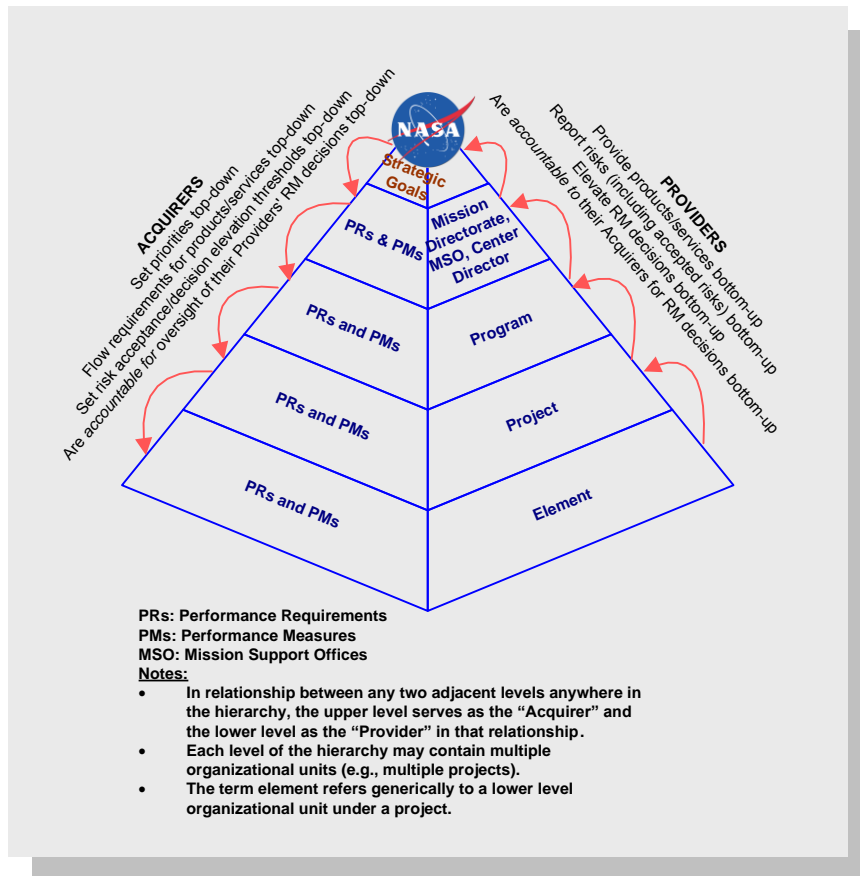 ACQUIRERS
Set priorities top-down
Flow requirements for products/services top-down
Set risk acceptance/decision elevation thresholds top-down
Are accountable for oversight of their Providers' RM decisions top-down
PROVIDERS
Provide products/services bottom-up
Report risks (including accepted risks) bottom-up
Elevate RM decisions bottom-up
Are accountable to their Acquirers for RM decisions bottom-up
NASA
Strategic
Goals
PRs & PMs
Mission
Directorate,
MSO, Center
Director
PRs and PMs
Program
PRs and PMs
Project
PRs and PMs
Element
PRs: Performance Requirements
PMs: Performance Measures
MSO: Mission Support Offices
Notes:
• In relationship between any two adjacent levels anywhere in
the hierarchy, the upper level serves as the “Acquirer” and
the lower level as the “Provider” in that relationship.
• Each level of the hierarchy may contain multiple
organizational units (e.g., multiple projects).
• The term element refers generically to a lower level
organizational unit under a project.